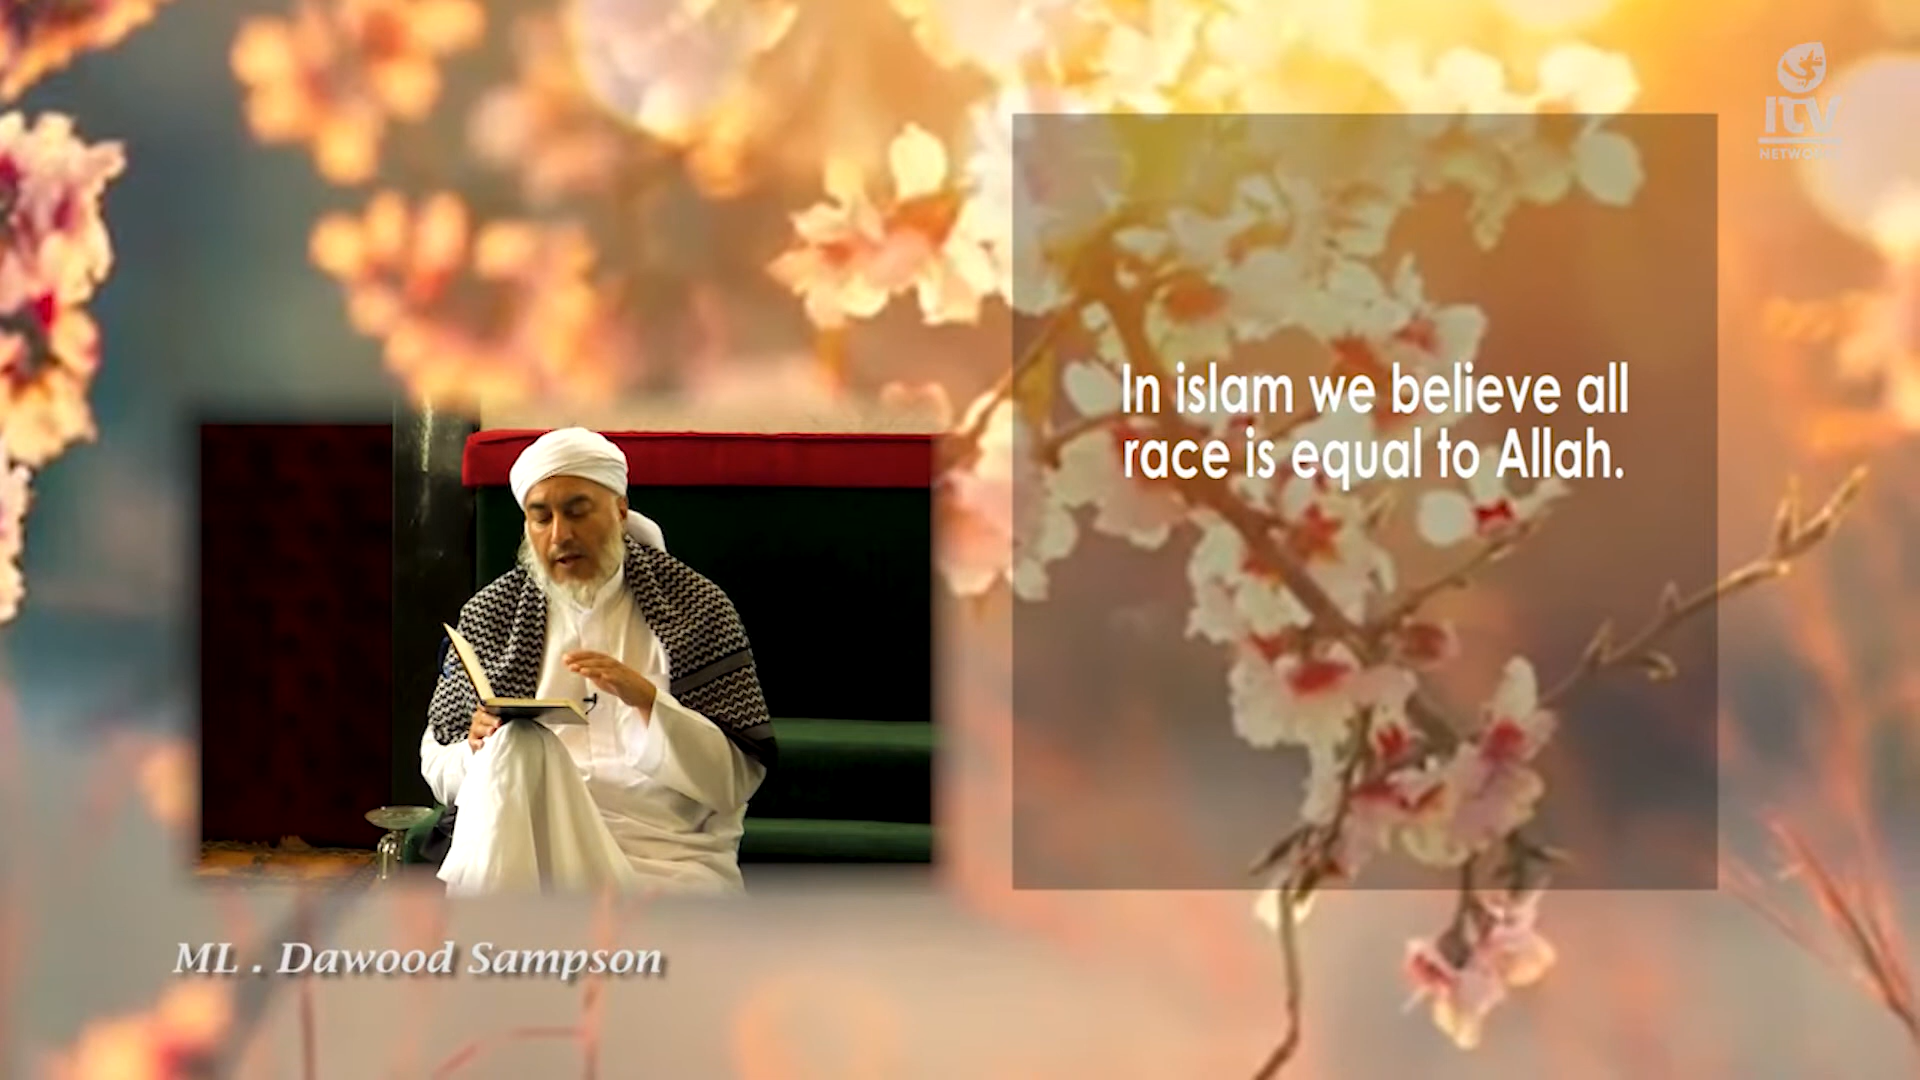 ITV
NETWORK
In islam we believe all
race is equal to Allah.
ML . Dawood Sampson